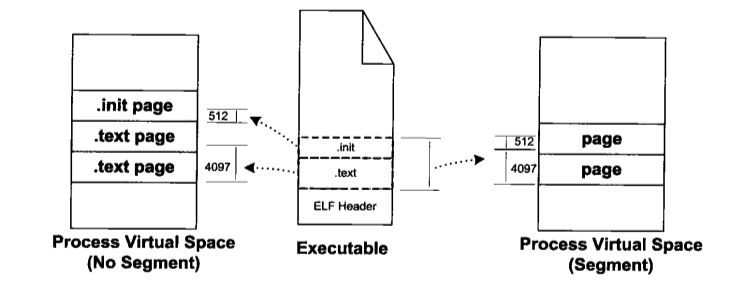 .init page
.text page
.text page
512
4097
Process Virtual Space
(No Segment)
.init
.text
ELF Header
Executable
512
4097
page
page
Process Virtual Space
(Segment)